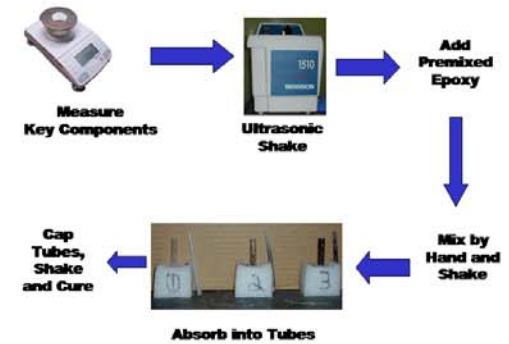 Measure
Key Components
1510
BRANSON
Ultrasonic
Shake
Add
Premixed
Epoxy
Mix by
Hand and
Shake
1
2
3
Absorb into Tubes
Cap
Tubes,
Shake
and Cure